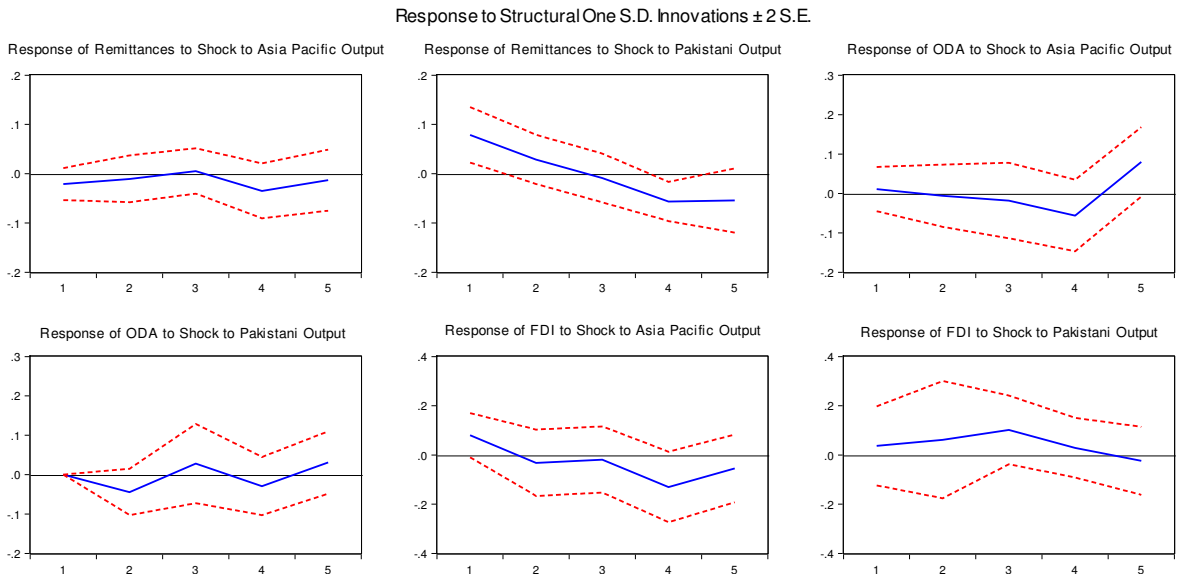 Response to Structural One S.D. Innovations ± 2 S.E.
Response of Remittances to Shock to Asia Pacific Output
.2
.1
.0
-.1
-.2
1 2 3 4 5
Response of Remittances to Shock to Pakistani Output
.2
.1
.0
-.1
-.2
1 2 3 4 5
Response of ODA to Shock to Asia Pacific Output
.3
.2
.1
.0
-.1
-.2
1 2 3 4 5
Response of ODA to Shock to Pakistani Output
.3
.2
.1
.0
-.1
-.2
1 2 3 4 5
Response of FDI to Shock to Asia Pacific Output
.4
.2
.0
-.2
-.4
1 2 3 4 5
Response of FDI to Shock to Pakistani Output
.4
.2
.0
-.2
-.4
1 2 3 4 5